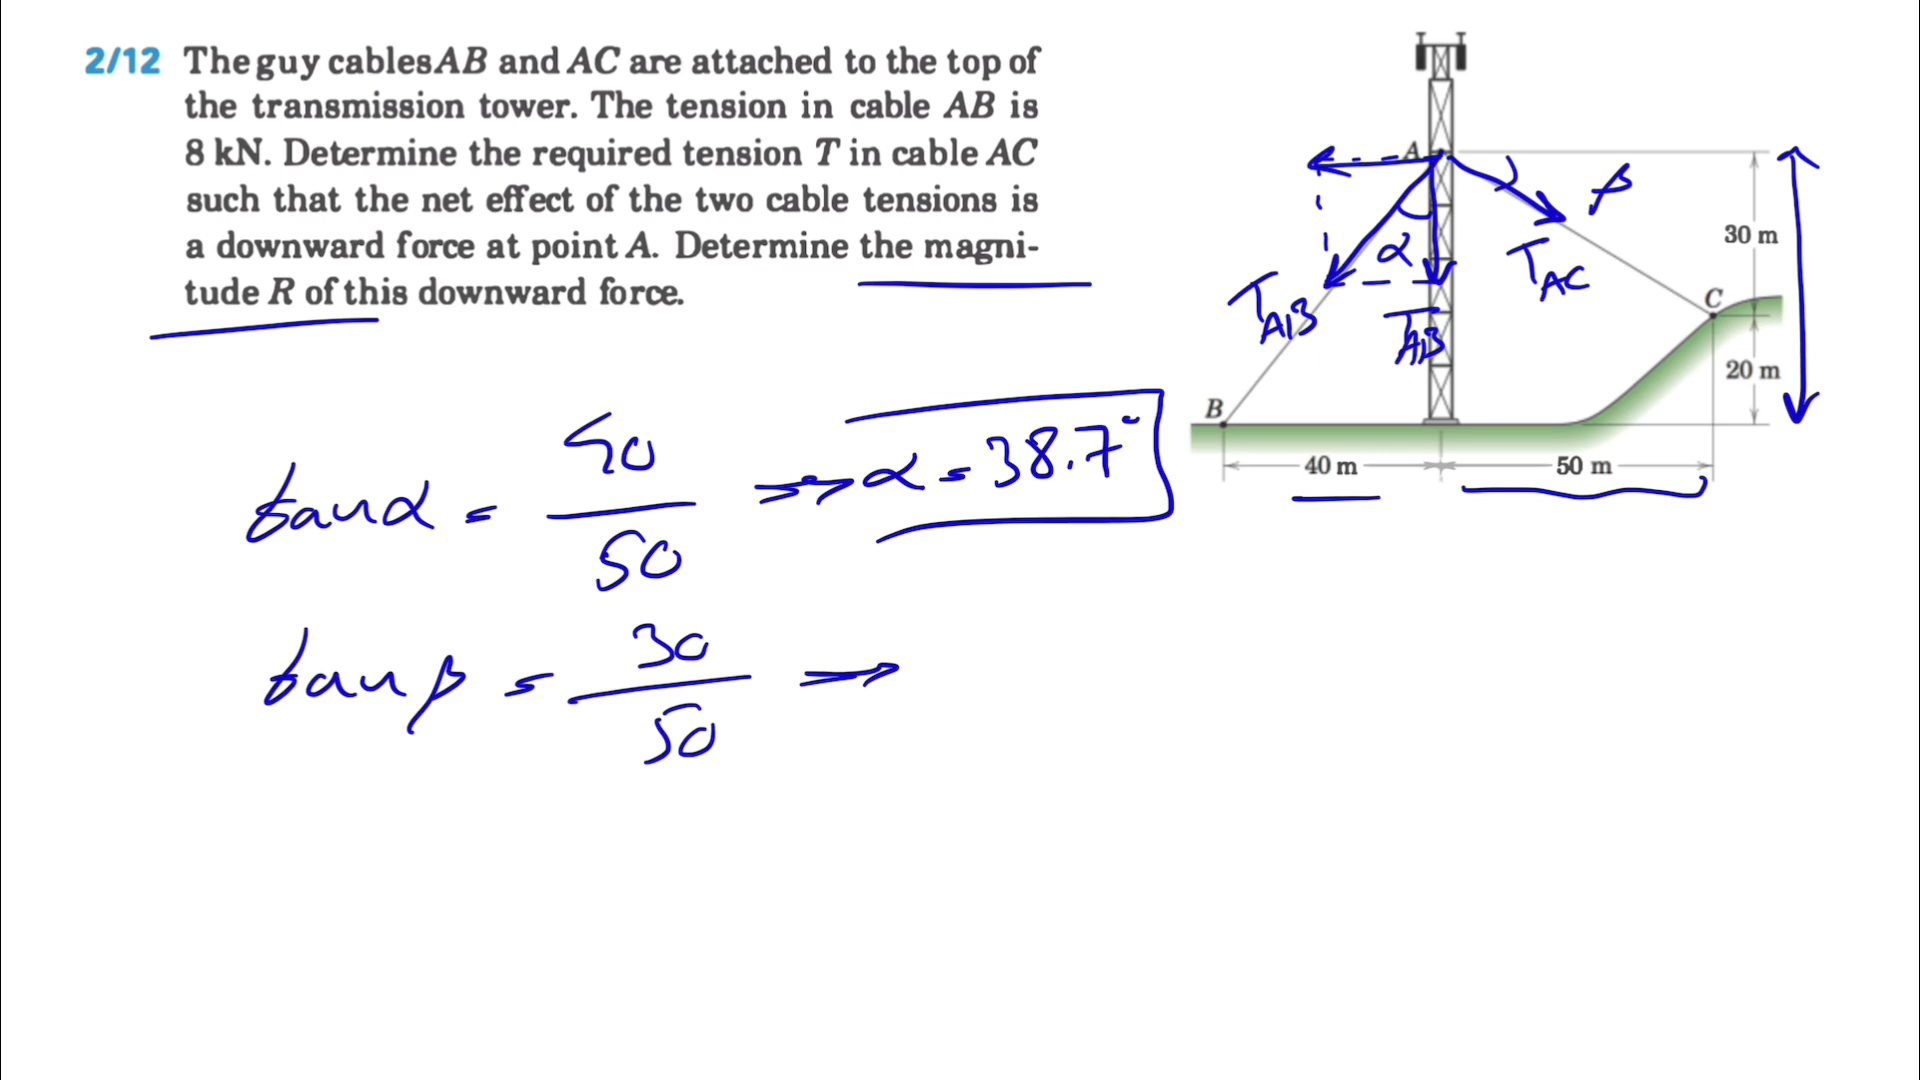 2/12 The guy cables AB and AC are attached to the top of
the transmission tower. The tension in cable AB is
8 kN. Determine the required tension T in cable AC
such that the net effect of the two cable tensions is
a downward force at point A. Determine the magni-
tude R of this downward force.
A
β
α
30 m
T_AC
T_AB
C
T_AB
20 m
B
40 m
50 m
tan α = 40/50 ⇒ α = 38.7°
tan β = 30/50 ⇒